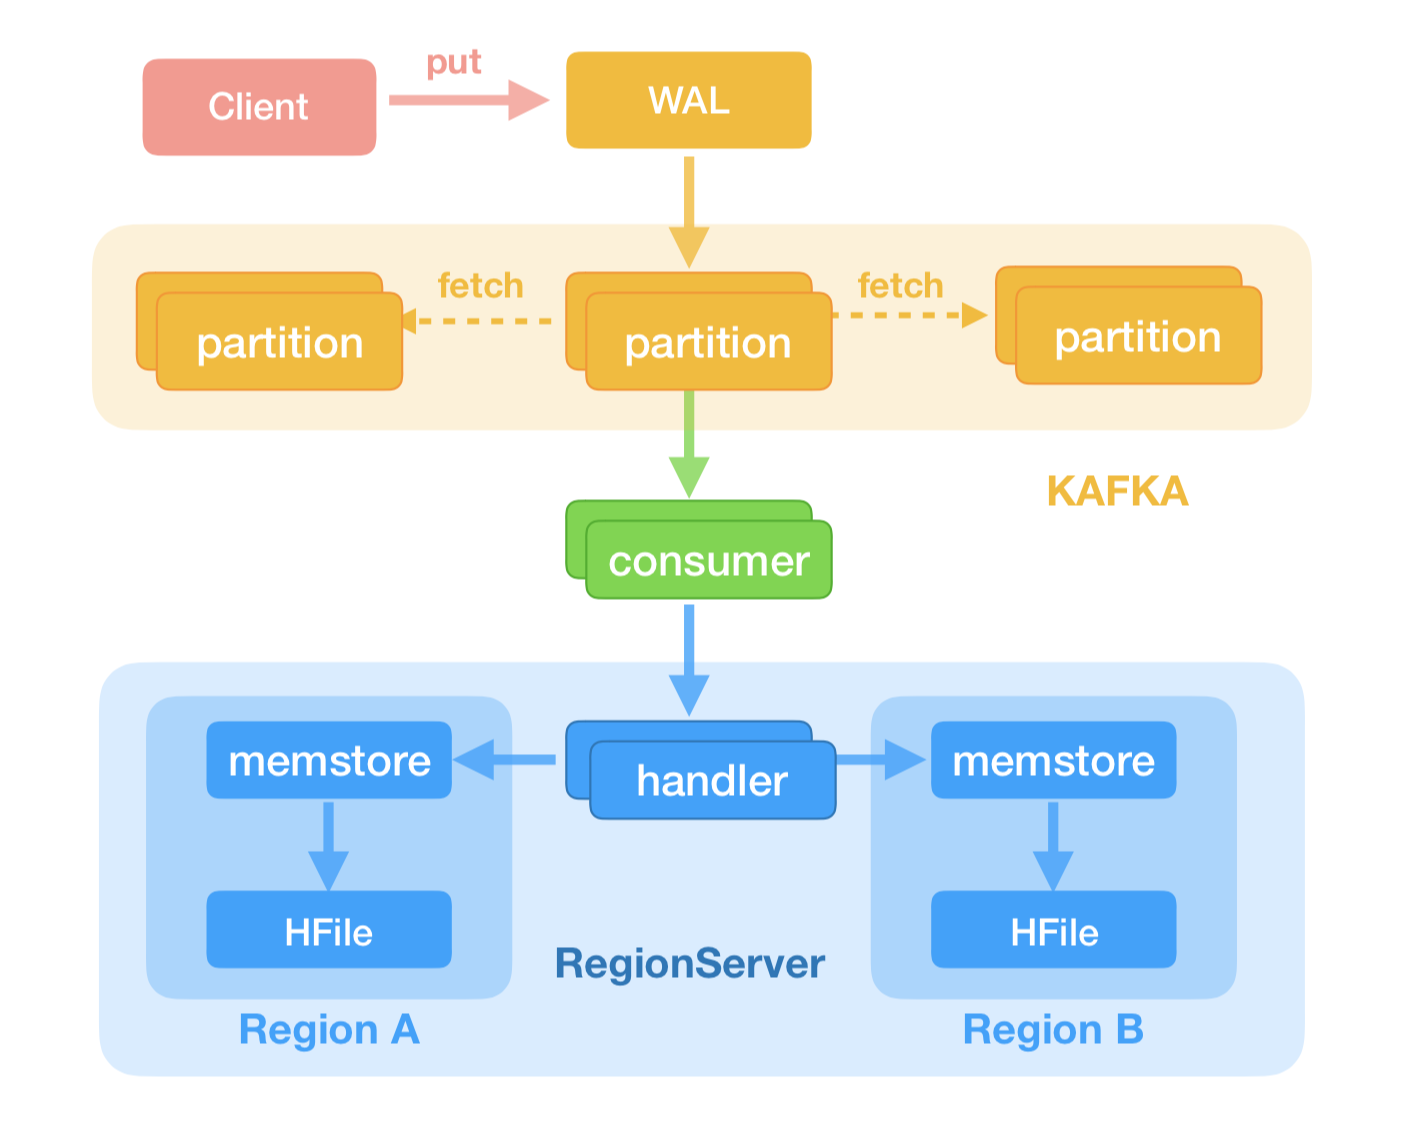 put
Client
WAL
fetch
fetch
partition
partition
partition
KAFKA
consumer
memstore
handler
memstore
HFile
HFile
RegionServer
Region A
Region B